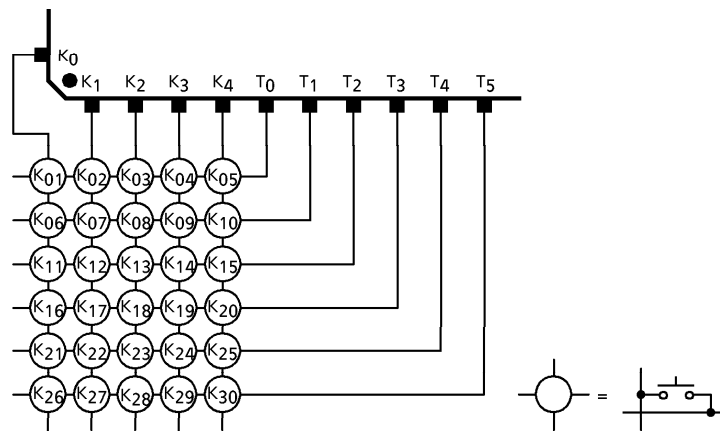 K0
K1 K2 K3 K4 T0 T1 T2 T3 T4 T5
K01 K02 K03 K04 K05
K06 K07 K08 K09 K10
K11 K12 K13 K14 K15
K16 K17 K18 K19 K20
K21 K22 K23 K24 K25
K26 K27 K28 K29 K30
=